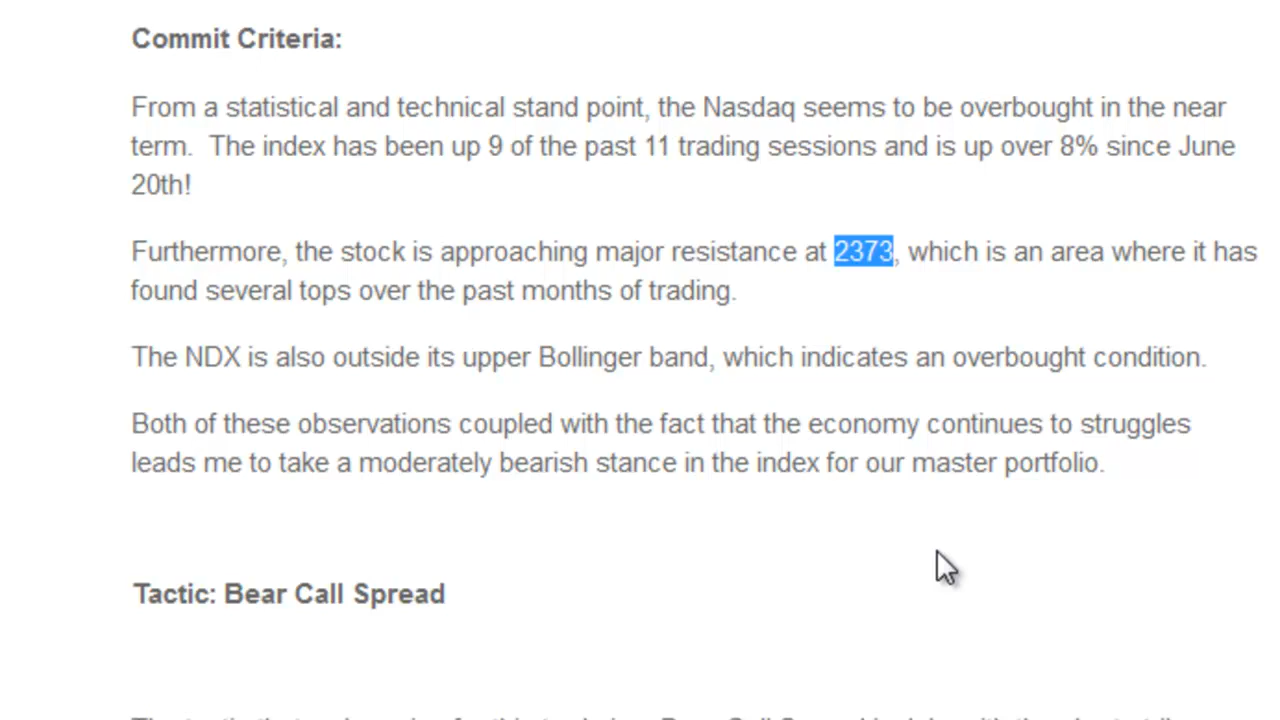 Commit Criteria:
From a statistical and technical stand point, the Nasdaq seems to be overbought in the near
term.  The index has been up 9 of the past 11 trading sessions and is up over 8% since June
20th!
Furthermore, the stock is approaching major resistance at 2373, which is an area where it has
found several tops over the past months of trading.
The NDX is also outside its upper Bollinger band, which indicates an overbought condition.
Both of these observations coupled with the fact that the economy continues to struggles
leads me to take a moderately bearish stance in the index for our master portfolio.
Tactic: Bear Call Spread